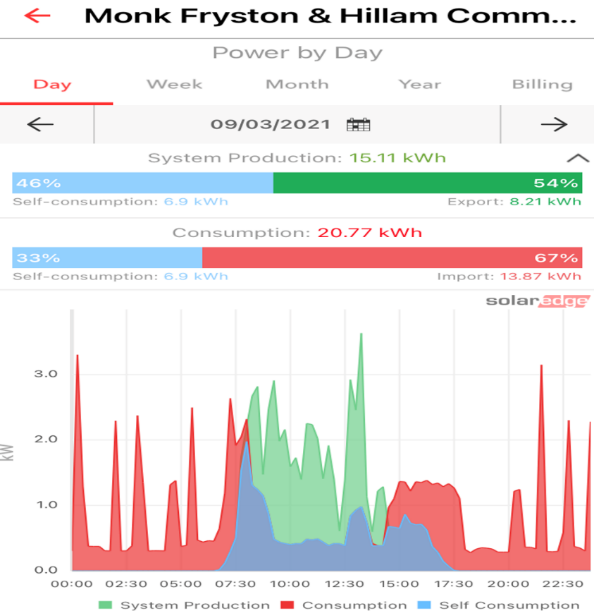 Monk Fryston & Hillam Comm...
Power by Day
Day Week Month Year Billing
09/03/2021
System Production: 15.11 kWh
46% 54%
Self-consumption: 6.9 kWh Export: 8.21 kWh
Consumption: 20.77 kWh
33% 67%
Self-consumption: 6.9 kWh Import: 13.87 kWh
solaredge
kW
3.0
2.0
1.0
0.0
00:00 02:30 05:00 07:30 10:00 12:30 15:00 17:30 20:00 22:30
System Production Consumption Self Consumption